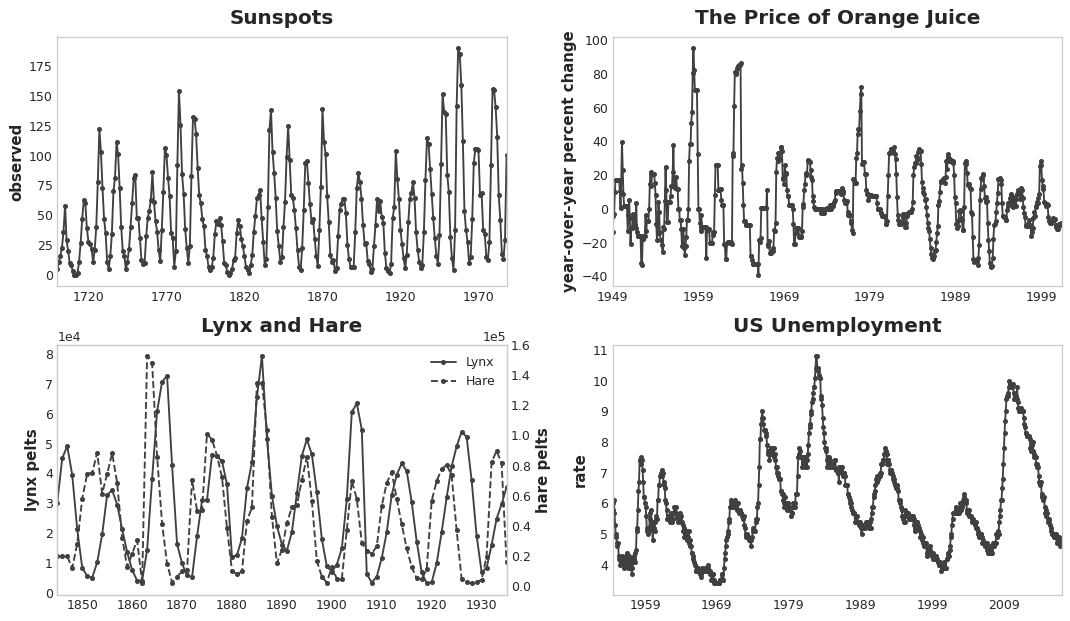 Sunspots
observed
175
150
125
100
75
50
25
0
1720 1770 1820 1870 1920 1970
The Price of Orange Juice
year-over-year percent change
100
80
60
40
20
0
−20
−40
1949 1959 1969 1979 1989 1999
Lynx and Hare
1e4
1e5
lynx pelts
8
7
6
5
4
3
2
1
0
Lynx
Hare
1.6
1.4
1.2
1.0
0.8
0.6
0.4
0.2
0.0
hare pelts
1850 1860 1870 1880 1890 1900 1910 1920 1930
US Unemployment
rate
11
10
9
8
7
6
5
4
1959 1969 1979 1989 1999 2009